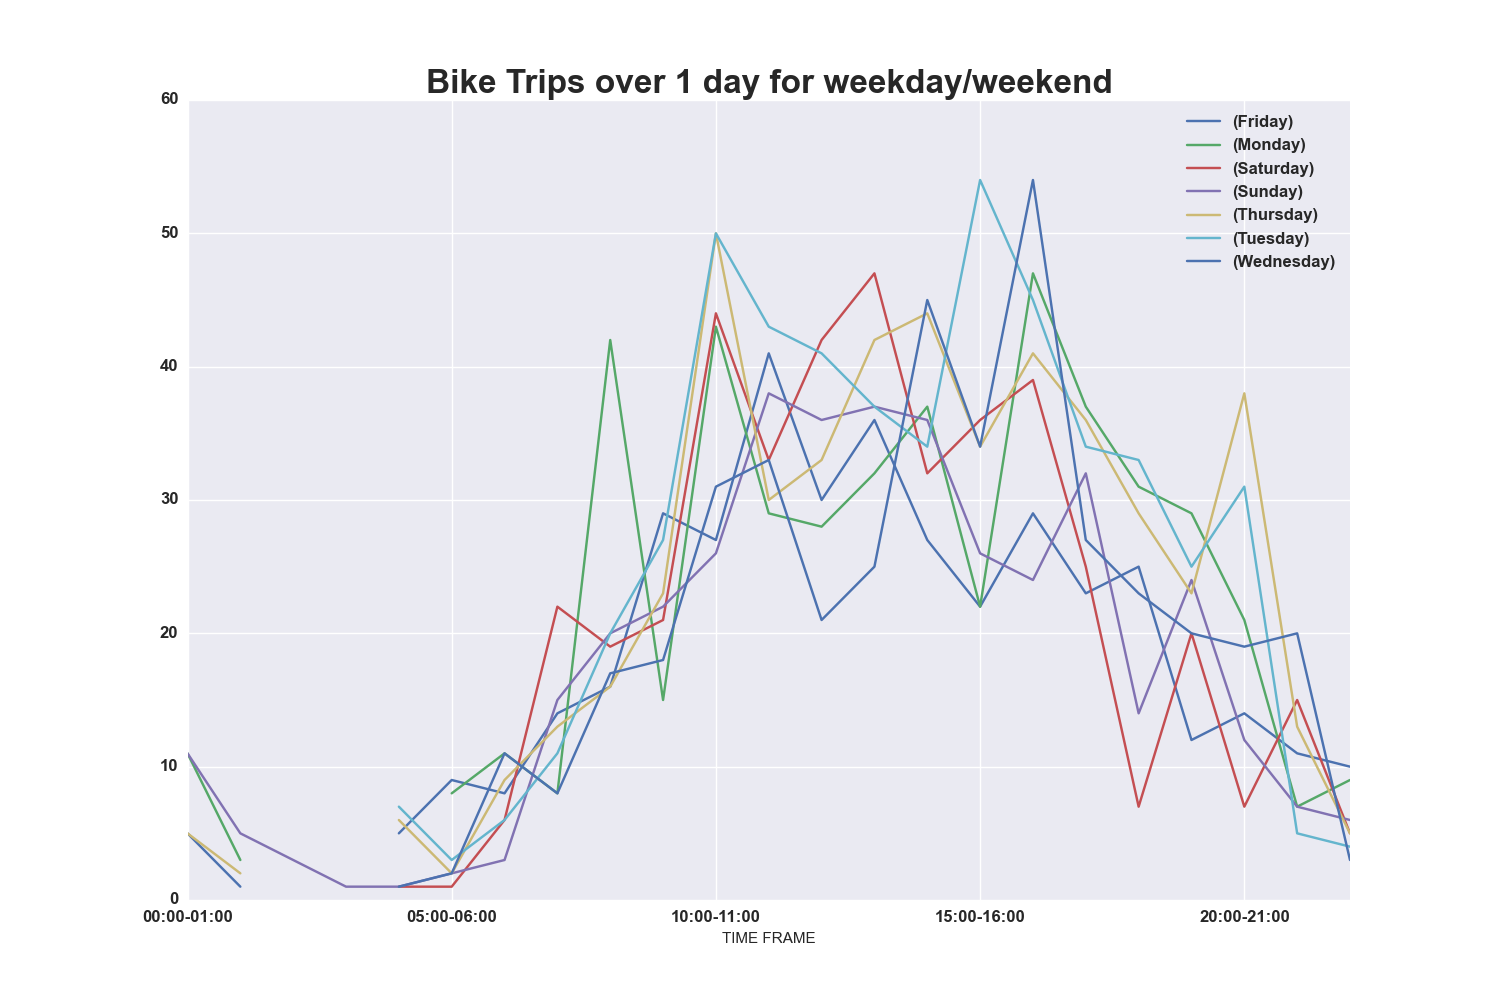 Bike Trips over 1 day for weekday/weekend
60
50
40
30
20
10
0
(Friday)
(Monday)
(Saturday)
(Sunday)
(Thursday)
(Tuesday)
(Wednesday)
00:00-01:00 05:00-06:00 10:00-11:00 15:00-16:00 20:00-21:00
TIME FRAME